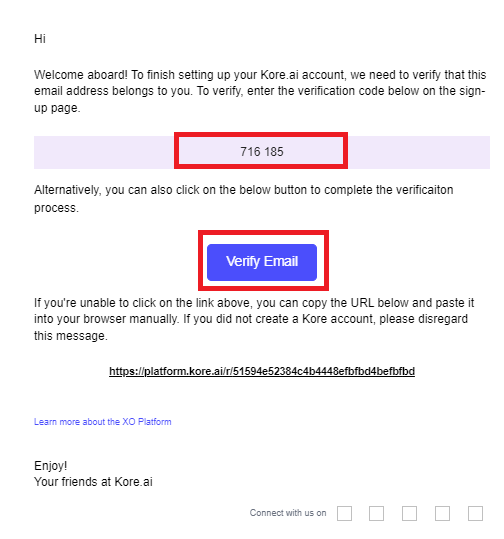 Hi
Welcome aboard! To finish setting up your Kore.ai account, we need to verify that this
email address belongs to you. To verify, enter the verification code below on the sign-
up page.
716 185
Alternatively, you can also click on the below button to complete the verificaiton
process.
Verify Email
If you're unable to click on the link above, you can copy the URL below and paste it
into your browser manually. If you did not create a Kore account, please disregard
this message.
https://platform.kore.ai/r/51594e52384c4b4448efbfbd4befbfbd
Learn more about the XO Platform
Enjoy!
Your friends at Kore.ai
Connect with us on